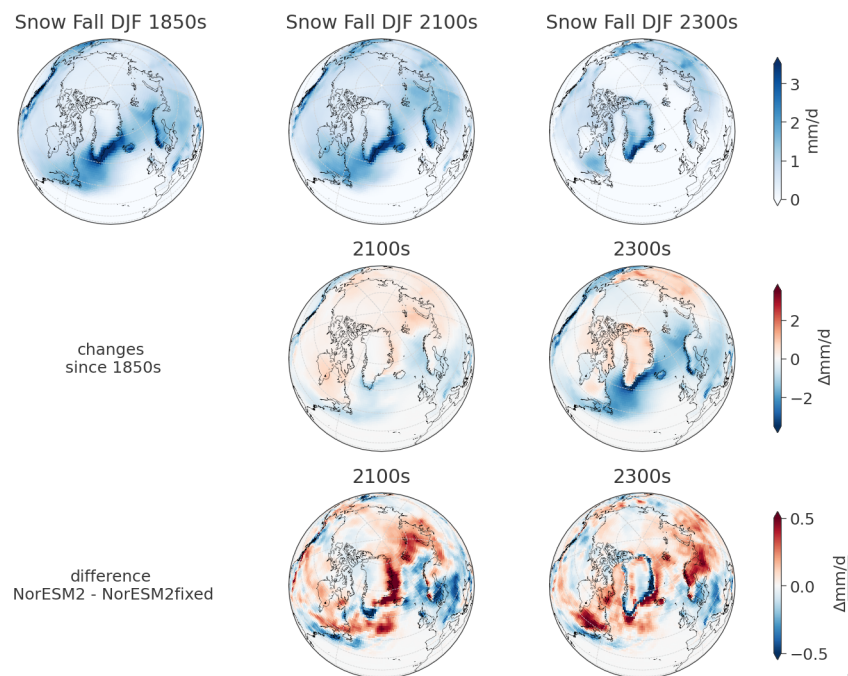 Snow Fall DJF 1850s
Snow Fall DJF 2100s
Snow Fall DJF 2300s
3
2
1
0
mm/d
2100s
2300s
changes
since 1850s
2
0
−2
Δmm/d
2100s
2300s
difference
NorESM2 - NorESM2fixed
0.5
0.0
−0.5
Δmm/d